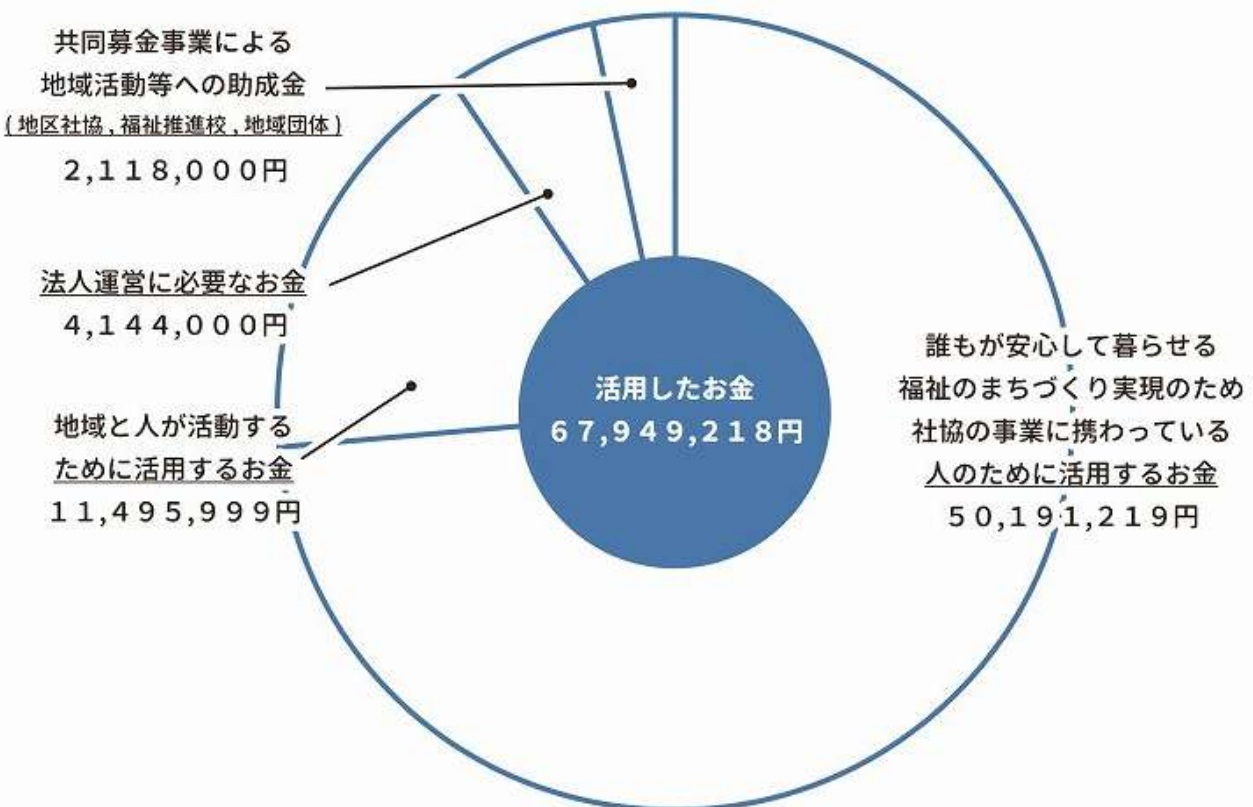 共同募金事業による
地域活動等への助成金
(地区社協,福祉推進校,地域団体)
2,118,000円
法人運営に必要なお金
4,144,000円
地域と人が活動する
ために活用するお金
11,495,999円
活用したお金
67,949,218円
誰もが安心して暮らせる
福祉のまちづくり実現のため
社協の事業に携わっている
人のために活用するお金
50,191,219円